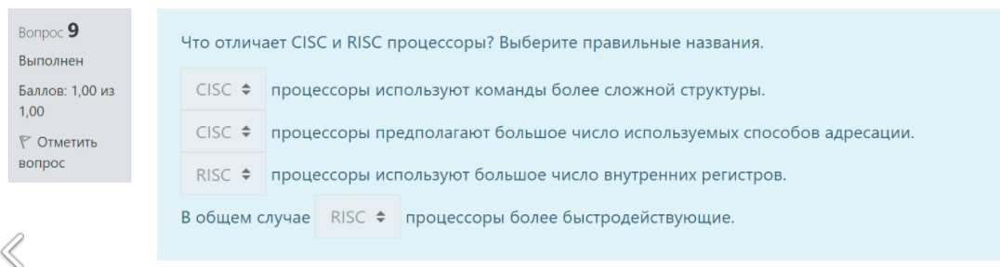 Вопрос 9
Выполнен
Баллов: 1,00 из
1,00
Отметить
вопрос
Что отличает CISC и RISC процессоры? Выберите правильные названия.
CISC процессоры используют команды более сложной структуры.
CISC процессоры предполагают большое число используемых способов адресации.
RISC процессоры используют большое число внутренних регистров.
В общем случае RISC процессоры более быстродействующие.